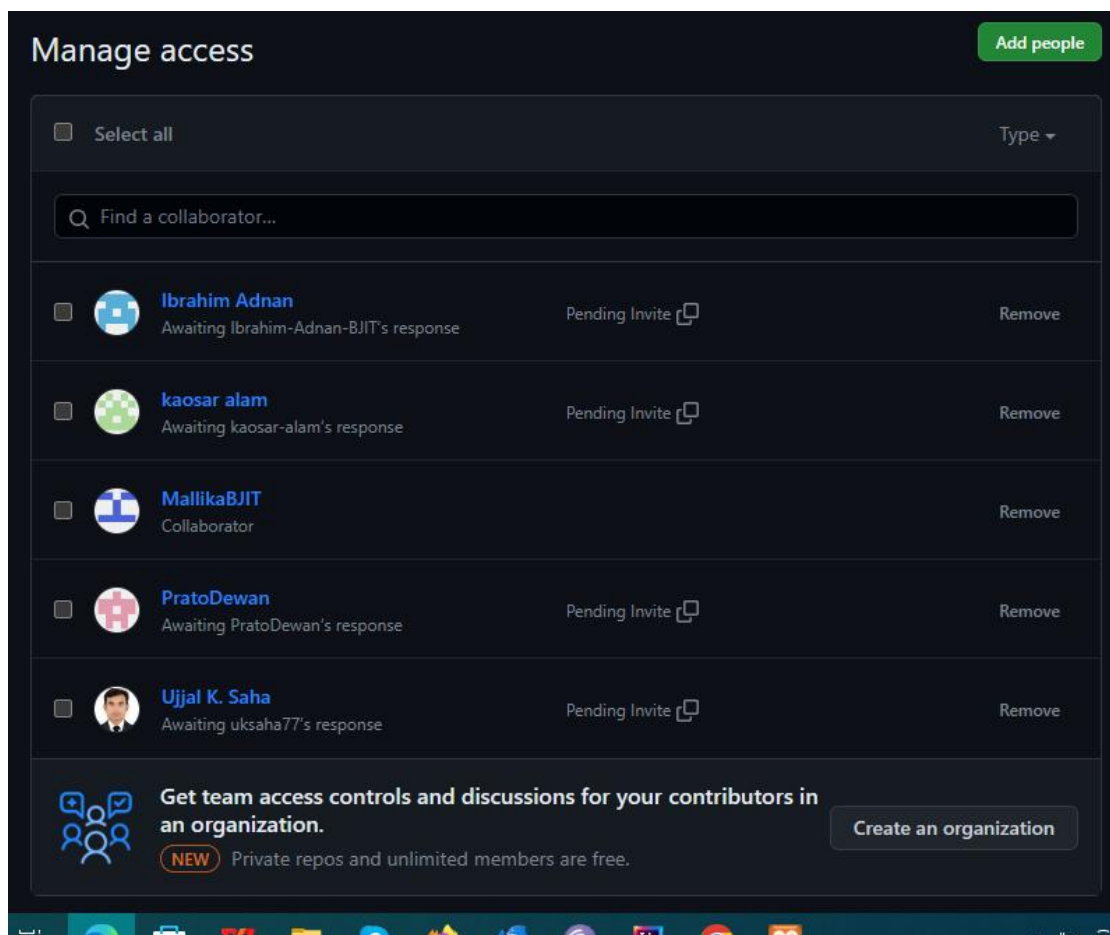 Manage access
Add people
Select all
Type
Find a collaborator...
Ibrahim Adnan
Awaiting Ibrahim-Adnan-BJIT's response
Pending Invite
Remove
kaosar alam
Awaiting kaosar-alam's response
Pending Invite
Remove
MallikaBJIT
Collaborator
Remove
PratoDewan
Awaiting PratoDewan's response
Pending Invite
Remove
Ujjal K. Saha
Awaiting uksaha77's response
Pending Invite
Remove
Get team access controls and discussions for your contributors in
an organization.
NEW Private repos and unlimited members are free.
Create an organization